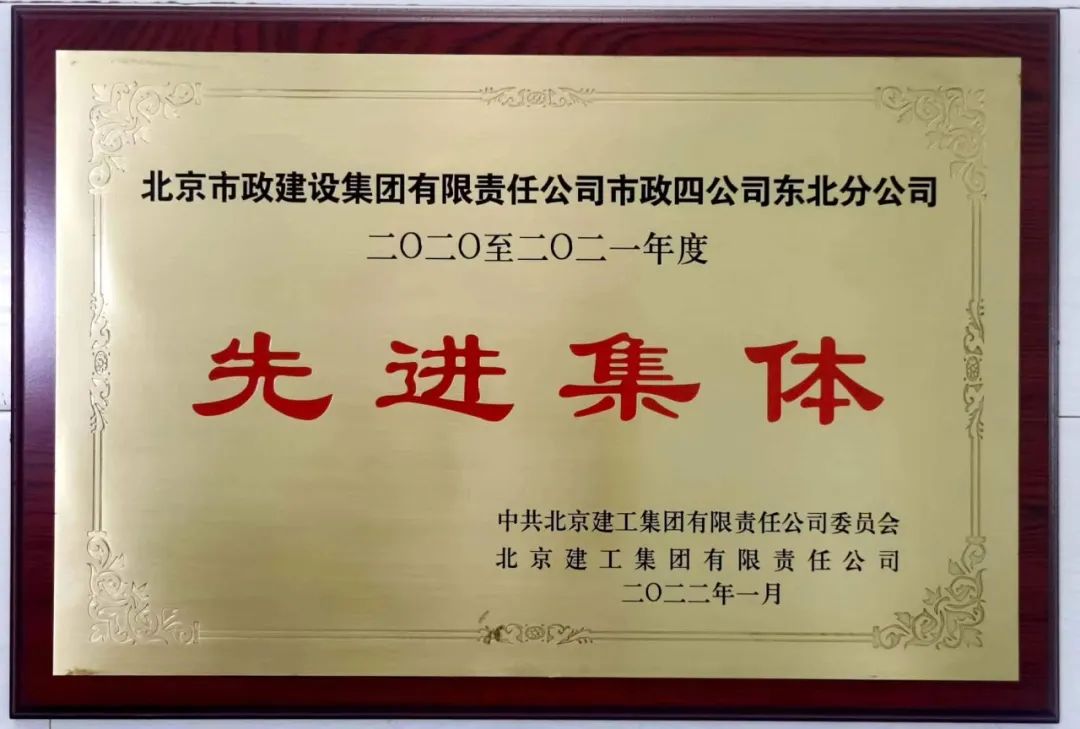 北京市政建设集团有限责任公司市政四公司东北分公司
二〇二〇至二〇二一年度
先进集体
中共北京建工集团有限责任公司委员会
北京建工集团有限责任公司
二〇二二年一月